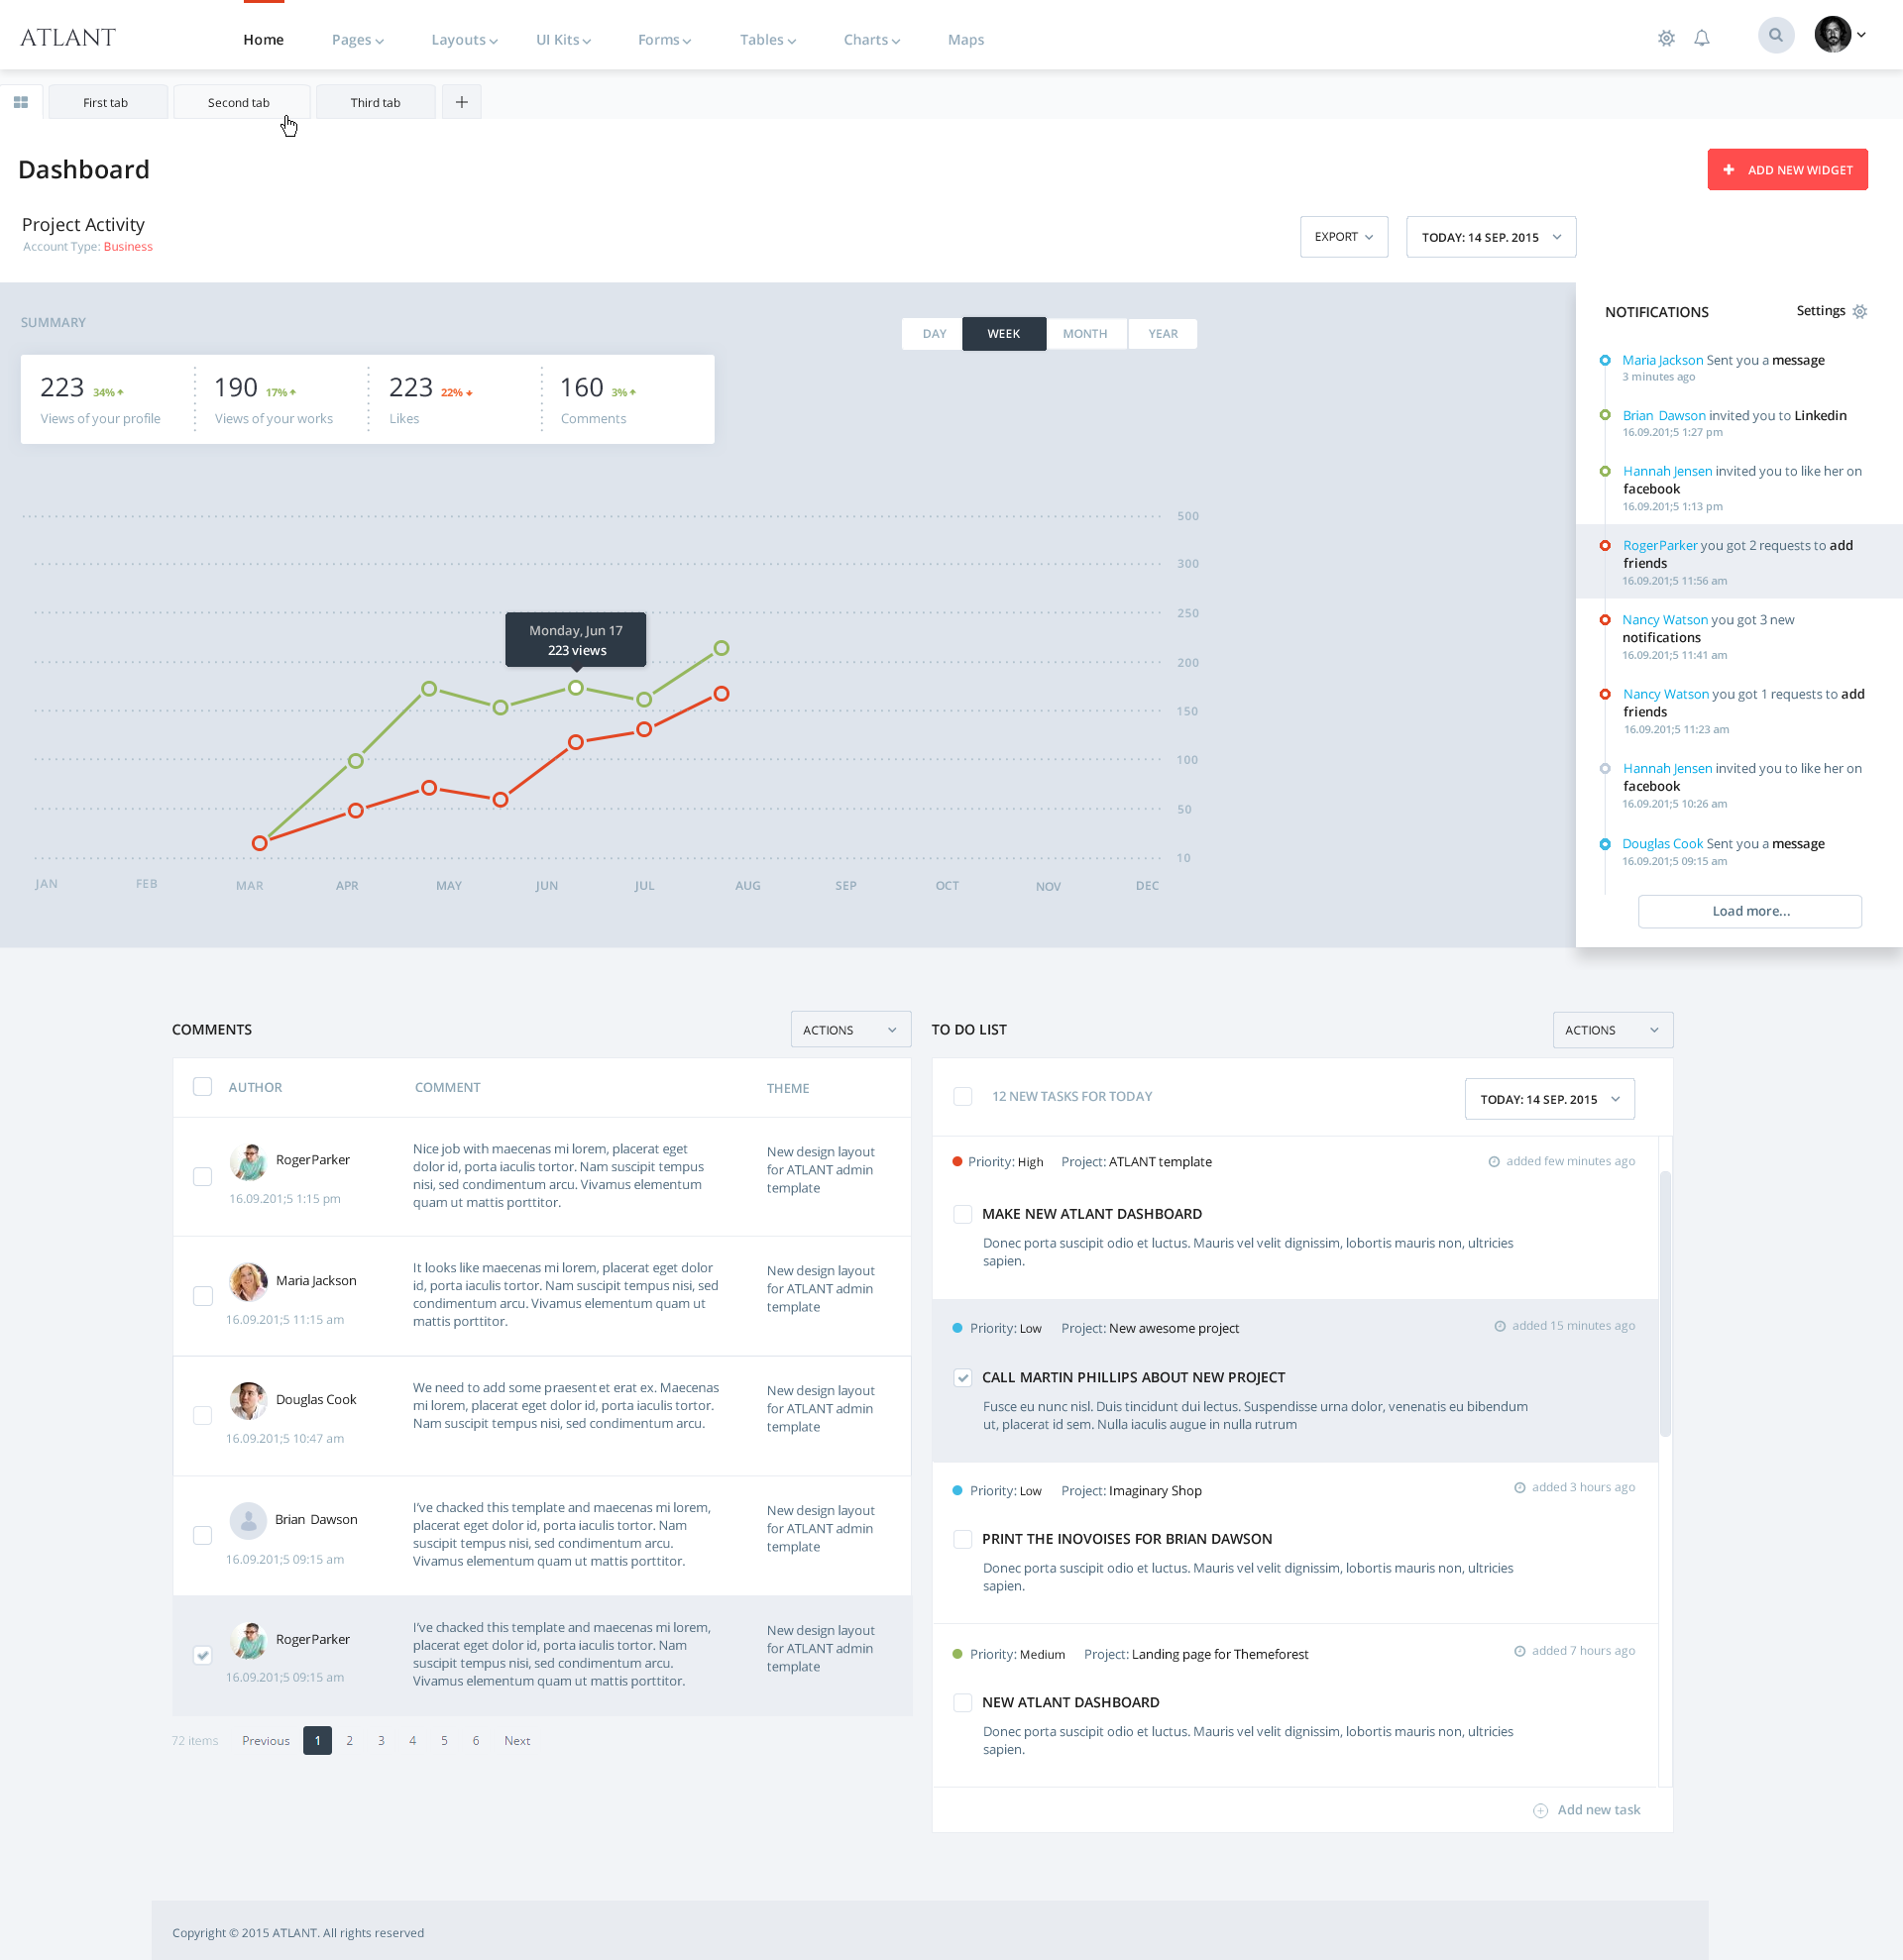 ATLANT
Home Pages Layouts UI Kits Forms Tables Charts Maps
First tab Second tab Third tab
Dashboard
ADD NEW WIDGET
Project Activity
Account Type: Business
EXPORT TODAY: 14 SEP. 2015
SUMMARY
DAY WEEK MONTH YEAR
223 34% 190 17% 223 22% 160 3%
Views of your profile Views of your works Likes Comments
500
300
250
200
150
100
50
10
Monday, Jun 17
223 views
JAN FEB MAR APR MAY JUN JUL AUG SEP OCT NOV DEC
NOTIFICATIONS Settings
Maria Jackson Sent you a message
3 minutes ago
Brian Dawson invited you to Linkedin
16.09.201;5 1:27 pm
Hannah Jensen invited you to like her on
facebook
16.09.201;5 1:13 pm
RogerParker you got 2 requests to add
friends
16.09.201;5 11:56 am
Nancy Watson you got 3 new
notifications
16.09.201;5 11:41 am
Nancy Watson you got 1 requests to add
friends
16.09.201;5 11:23 am
Hannah Jensen invited you to like her on
facebook
16.09.201;5 10:26 am
Douglas Cook Sent you a message
16.09.201;5 09:15 am
Load more...
COMMENTS ACTIONS
AUTHOR COMMENT THEME
RogerParker
16.09.201;5 1:15 pm
Nice job with maecenas mi lorem, placerat eget
dolor id, porta iaculis tortor. Nam suscipit tempus
nisi, sed condimentum arcu. Vivamus elementum
quam ut mattis porttitor.
New design layout
for ATLANT admin
template
Maria Jackson
16.09.201;5 11:15 am
It looks like maecenas mi lorem, placerat eget dolor
id, porta iaculis tortor. Nam suscipit tempus nisi, sed
condimentum arcu. Vivamus elementum quam ut
mattis porttitor.
New design layout
for ATLANT admin
template
Douglas Cook
16.09.201;5 10:47 am
We need to add some praesent et erat ex. Maecenas
mi lorem, placerat eget dolor id, porta iaculis tortor.
Nam suscipit tempus nisi, sed condimentum arcu.
New design layout
for ATLANT admin
template
Brian Dawson
16.09.201;5 09:15 am
I've chacked this template and maecenas mi lorem,
placerat eget dolor id, porta iaculis tortor. Nam
suscipit tempus nisi, sed condimentum arcu.
Vivamus elementum quam ut mattis porttitor.
New design layout
for ATLANT admin
template
RogerParker
16.09.201;5 09:15 am
I've chacked this template and maecenas mi lorem,
placerat eget dolor id, porta iaculis tortor. Nam
suscipit tempus nisi, sed condimentum arcu.
Vivamus elementum quam ut mattis porttitor.
New design layout
for ATLANT admin
template
72 items Previous 1 2 3 4 5 6 Next
TO DO LIST ACTIONS
12 NEW TASKS FOR TODAY TODAY: 14 SEP. 2015
Priority: High Project: ATLANT template added few minutes ago
MAKE NEW ATLANT DASHBOARD
Donec porta suscipit odio et luctus. Mauris vel velit dignissim, lobortis mauris non, ultricies
sapien.
Priority: Low Project: New awesome project added 15 minutes ago
CALL MARTIN PHILLIPS ABOUT NEW PROJECT
Fusce eu nunc nisl. Duis tincidunt dui lectus. Suspendisse urna dolor, venenatis eu bibendum
ut, placerat id sem. Nulla iaculis augue in nulla rutrum
Priority: Low Project: Imaginary Shop added 3 hours ago
PRINT THE INOVOISES FOR BRIAN DAWSON
Donec porta suscipit odio et luctus. Mauris vel velit dignissim, lobortis mauris non, ultricies
sapien.
Priority: Medium Project: Landing page for Themeforest added 7 hours ago
NEW ATLANT DASHBOARD
Donec porta suscipit odio et luctus. Mauris vel velit dignissim, lobortis mauris non, ultricies
sapien.
Add new task
Copyright © 2015 ATLANT. All rights reserved